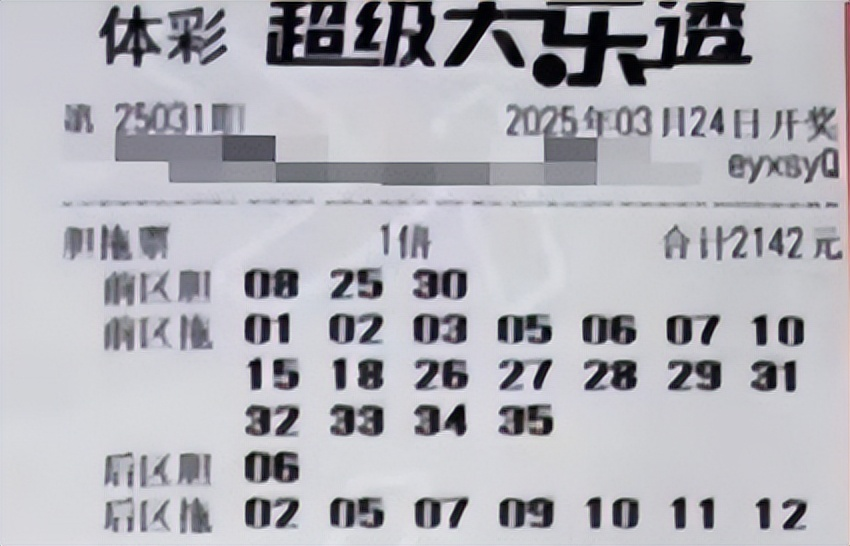 体彩 超级大乐透
第 25031期 2025年03月24日开奖
eyxsyQ
胆拖票 1倍 合计2142元
前区胆 08 25 30
前区拖 01 02 03 05 06 07 10
15 18 26 27 28 29 31
32 33 34 35
后区胆 06
后区拖 02 05 07 09 10 11 12